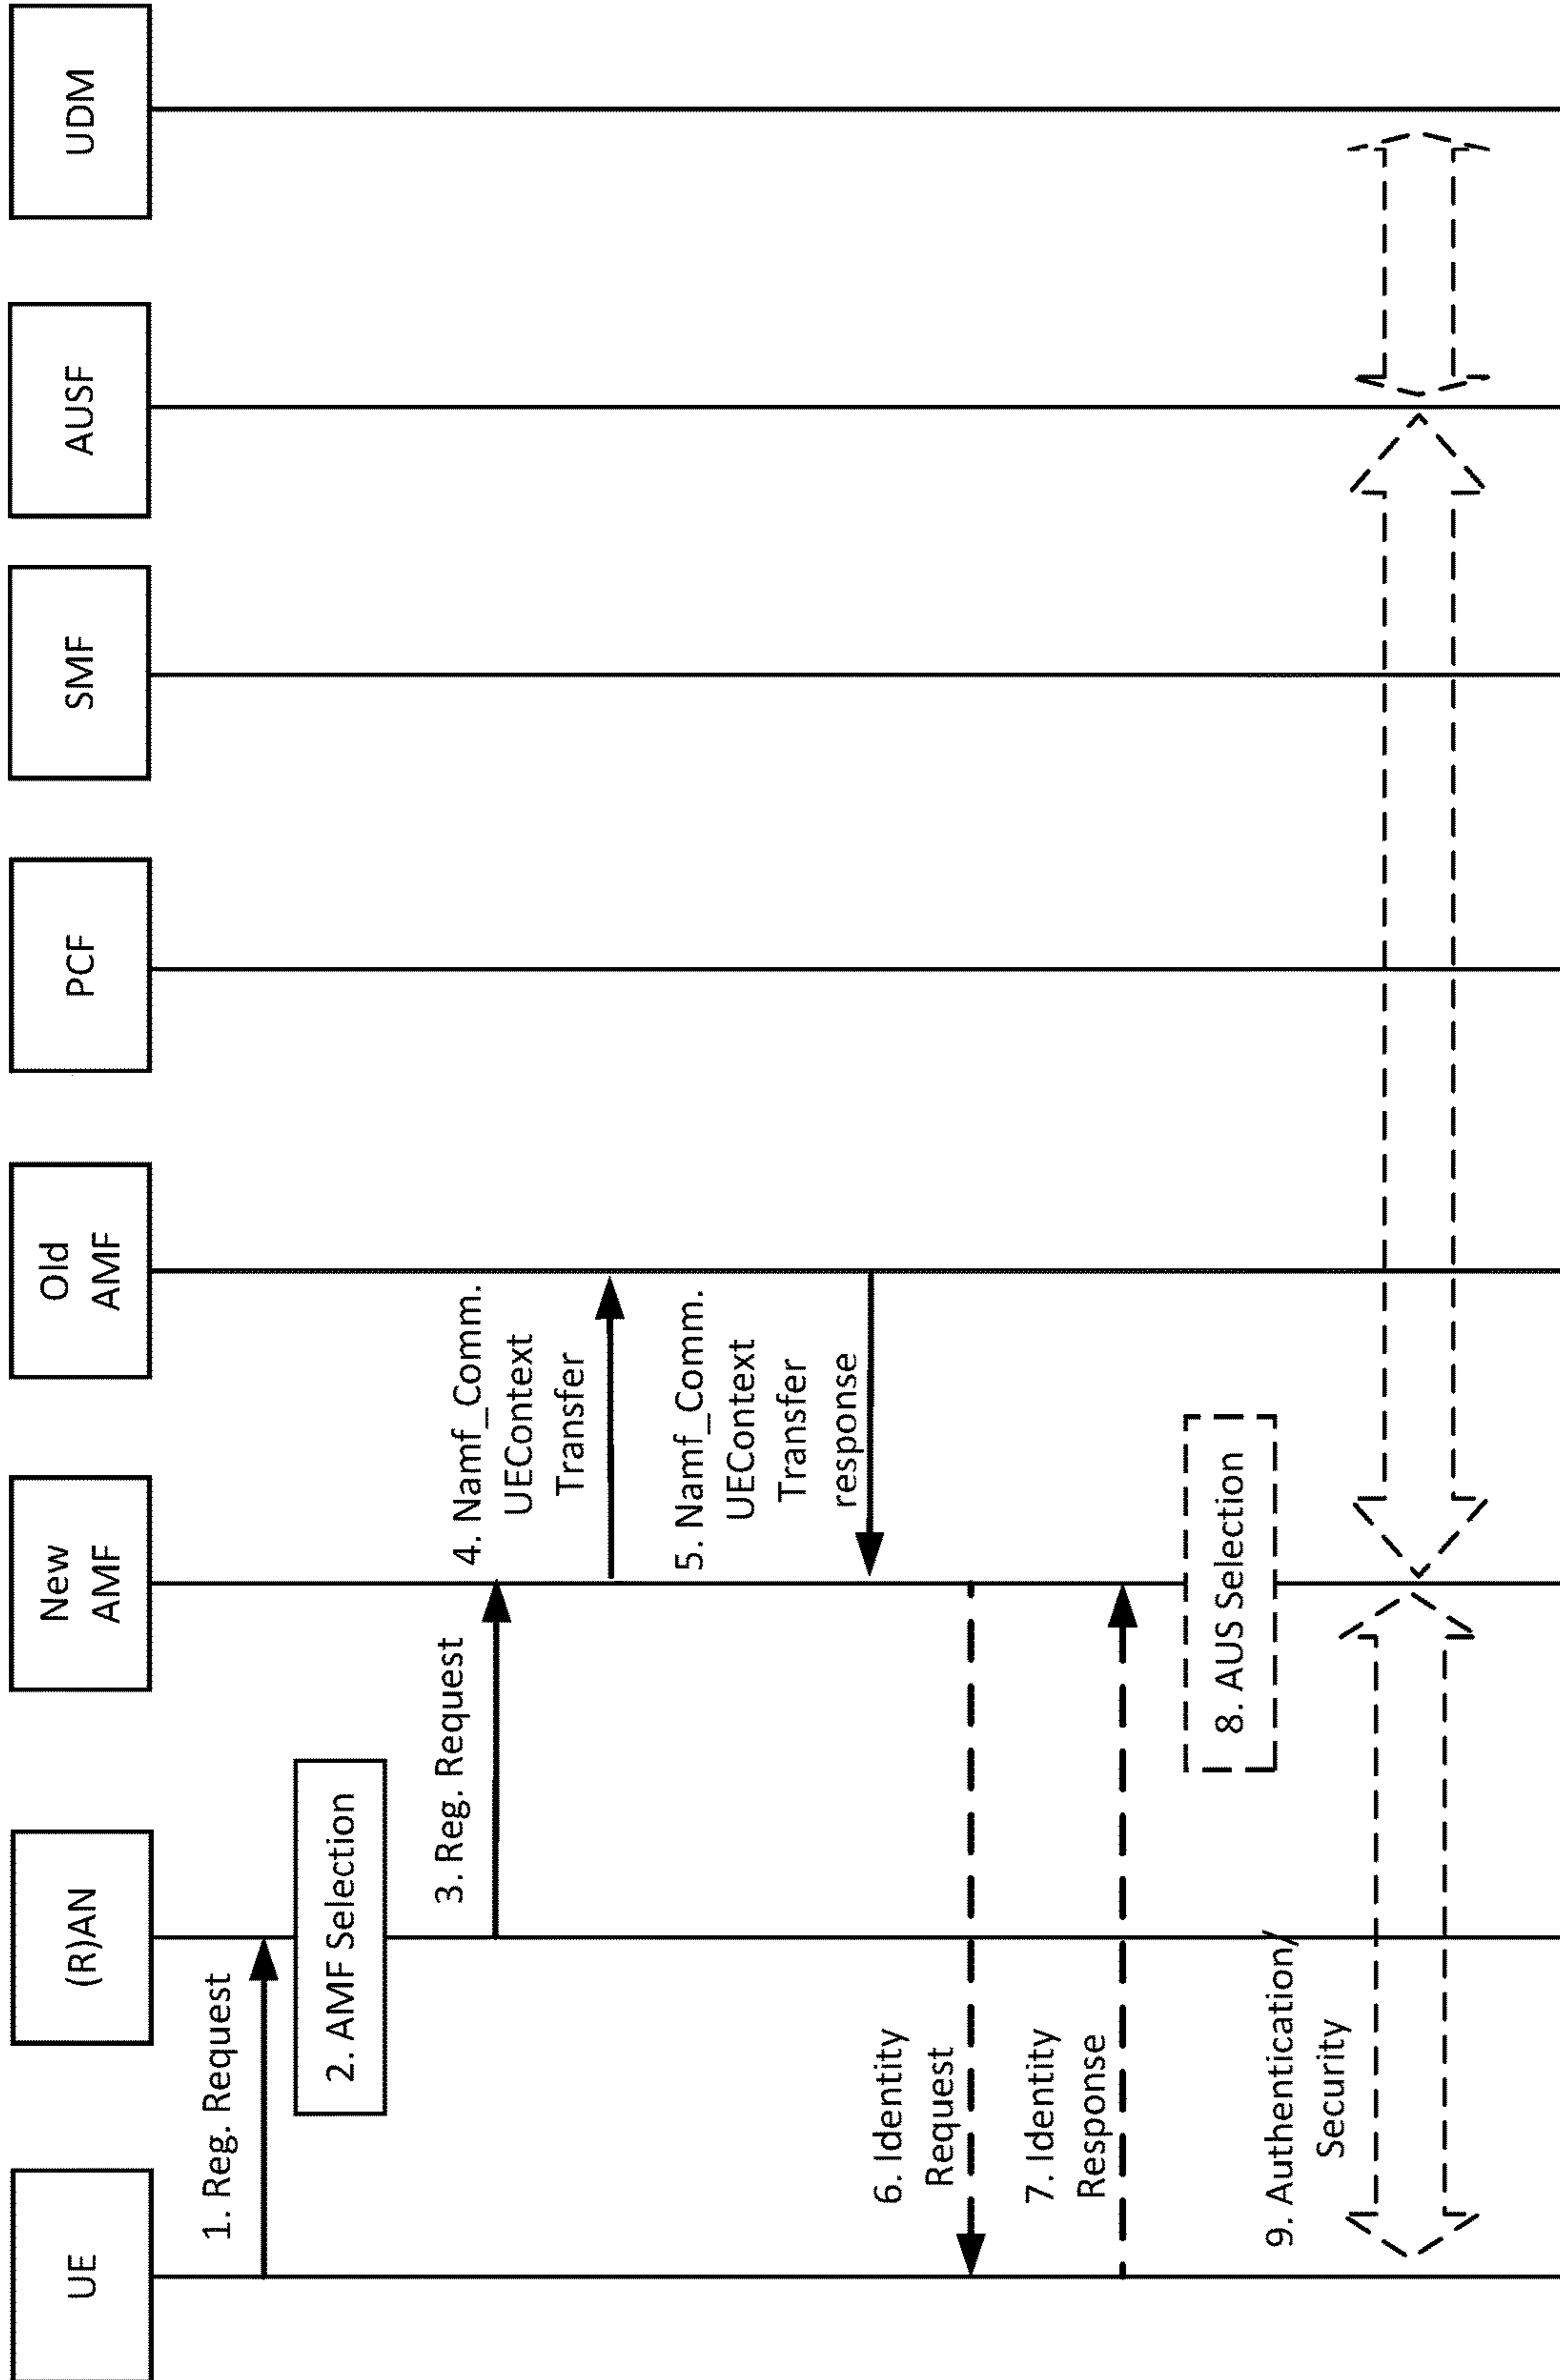 UE
(R)AN
New
AMF
Old
AMF
PCF
SMF
AUSF
UDM
1. Reg. Request
2. AMF Selection
3. Reg. Request
4. Namf_Comm.
UEContext
Transfer
5. Namf_Comm.
UEContext
Transfer
response
6. Identity
Request
7. Identity
Response
8. AUS Selection
9. Authentication/
Security